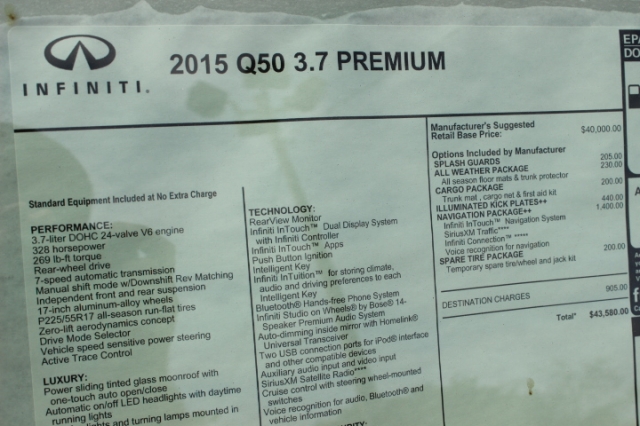 INFINITI.
2015 Q50 3.7 PREMIUM
EPA
DO
Standard Equipment Included at No Extra Charge
PERFORMANCE:
3.7-liter DOHC 24-valve V6 engine
328 horsepower
269 lb-ft torque
Rear-wheel drive
7-speed automatic transmission
Manual shift mode w/Downshift Rev Matching
Independent front and rear suspension
17-inch aluminum-alloy wheels
P225/55R17 all-season run-flat tires
Zero-lift aerodynamics concept
Drive Mode Selector
Vehicle speed sensitive power steering
Active Trace Control
LUXURY:
Power sliding tinted glass moonroof with
one-touch auto open/close
Automatic on/off LED headlights with daytime
running lights
lights and turning lamps mounted in
TECHNOLOGY:
RearView Monitor
Infiniti InTouch™ Dual Display System
with Infiniti Controller
Infiniti InTouch™ Apps
Push Button Ignition
Intelligent Key
Infiniti InTuition™ for storing climate,
audio and driving preferences to each
Intelligent Key
Bluetooth® Hands-free Phone System
Infiniti Studio on Wheels® by Bose® 14-
Speaker Premium Audio System
Auto-dimming inside mirror with Homelink®
Universal Transceiver
Two USB connection ports for iPod® interface
and other compatible devices
Auxiliary audio input and video input
SiriusXM Satellite Radio****
Cruise control with steering wheel-mounted
switches
Voice recognition for audio, Bluetooth® and
vehicle information
Manufacturer's Suggested
Retail Base Price: $40,000.00
Options Included by Manufacturer
SPLASH GUARDS 205.00
ALL WEATHER PACKAGE 230.00
All season floor mats & trunk protector
CARGO PACKAGE 200.00
Trunk mat, cargo net & first aid kit
ILLUMINATED KICK PLATES++ 440.00
NAVIGATION PACKAGE++ 1,400.00
Infiniti InTouch™ Navigation System
SiriusXM Traffic****
Infiniti Connection™ *****
Voice recognition for navigation
SPARE TIRE PACKAGE 200.00
Temporary spare tire/wheel and jack kit
DESTINATION CHARGES 905.00
Total* $43,580.00